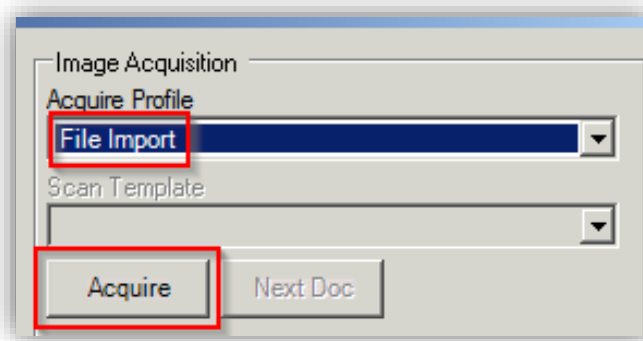 Image Acquisition
Acquire Profile
File Import
Scan Template
Acquire Next Doc